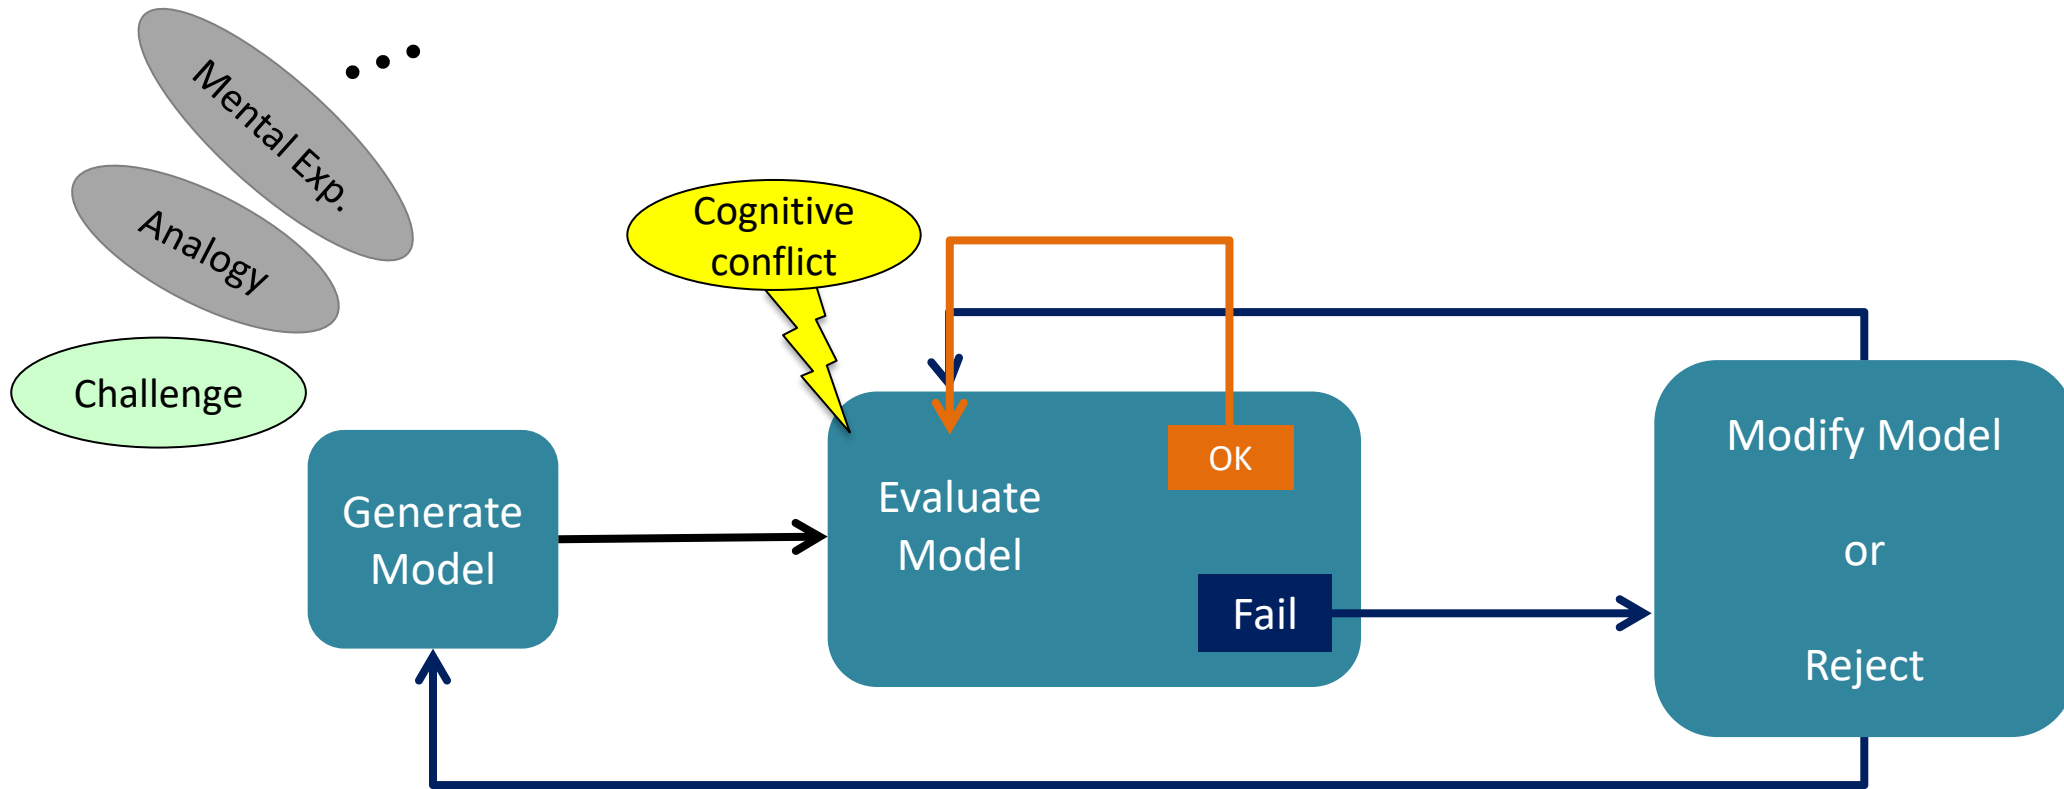 Mental Exp.
Analogy
Challenge
Cognitive
conflict
Generate
Model
Evaluate
Model
OK
Fail
Modify Model
or
Reject